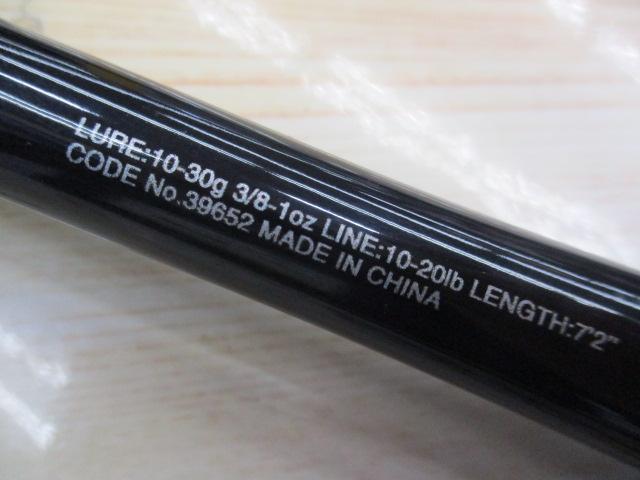 LURE:10-30g 3/8-1oz LINE:10-20lb LENGTH:7'2"
CODE No.39652 MADE IN CHINA